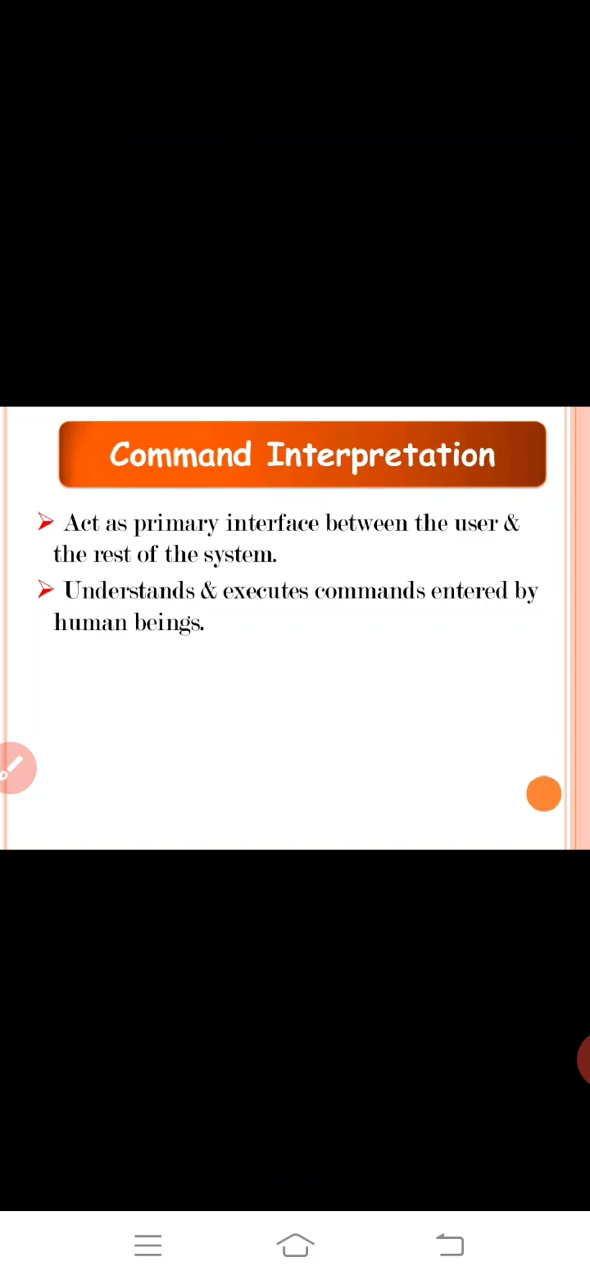 Command Interpretation
➢ Act as primary interface between the user &
the rest of the system.
➢ Understands & executes commands entered by
human beings.